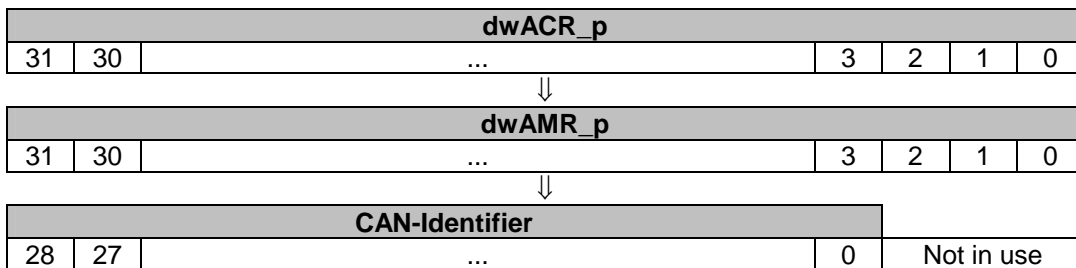 dwACR_p
31 30 ... 3 2 1 0
⇓
dwAMR_p
31 30 ... 3 2 1 0
⇓
CAN-Identifier
28 27 ... 0 Not in use